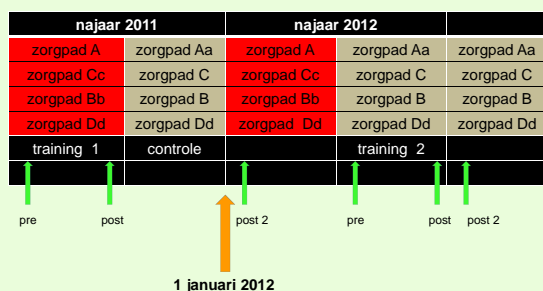 najaar 2011 najaar 2012
zorgpad A zorgpad Aa zorgpad A zorgpad Aa zorgpad Aa
zorgpad Cc zorgpad C zorgpad Cc zorgpad C zorgpad C
zorgpad Bb zorgpad B zorgpad Bb zorgpad B zorgpad B
zorgpad Dd zorgpad Dd zorgpad Dd zorgpad Dd zorgpad Dd
training 1 controle training 2
pre post post 2 pre post post 2
1 januari 2012